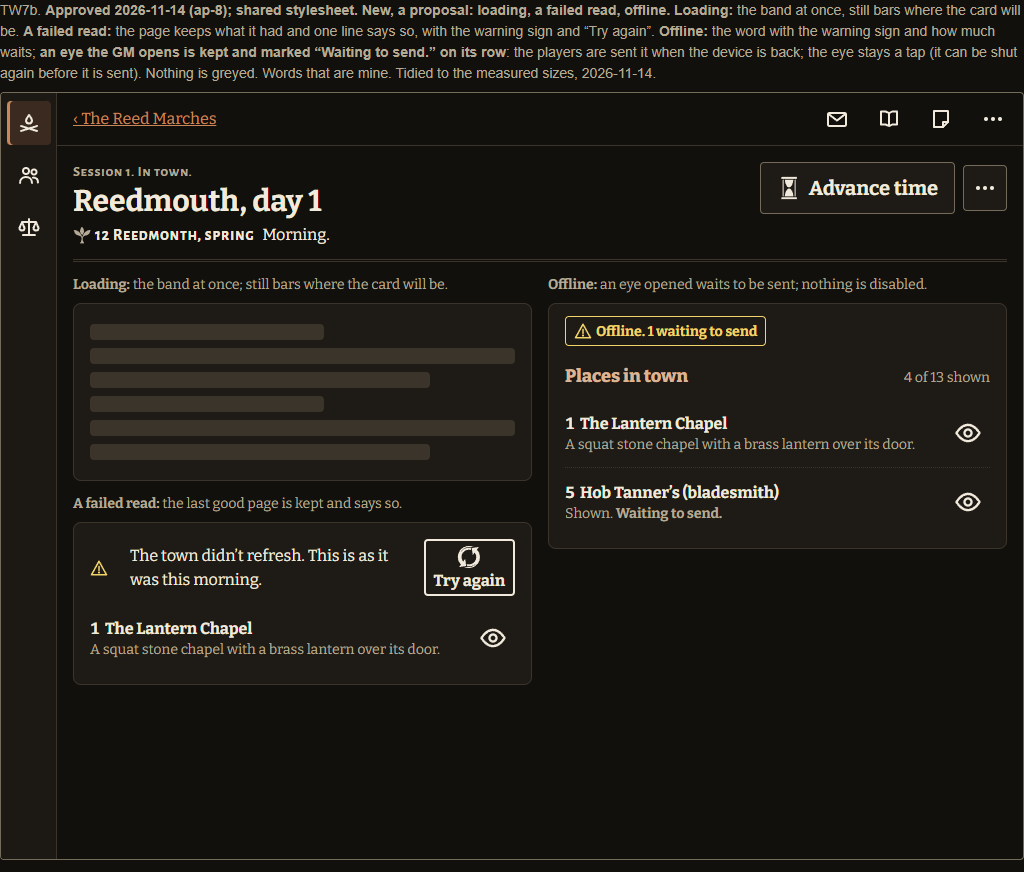 TW7b. Approved 2026-11-14 (ap-8); shared stylesheet. New, a proposal: loading, a failed read, offline. Loading: the band at once, still bars where the card will
be. A failed read: the page keeps what it had and one line says so, with the warning sign and “Try again”. Offline: the word with the warning sign and how much
waits; an eye the GM opens is kept and marked “Waiting to send.” on its row: the players are sent it when the device is back; the eye stays a tap (it can be shut
again before it is sent). Nothing is greyed. Words that are mine. Tidied to the measured sizes, 2026-11-14.
‹ The Reed Marches
Session 1. In town.
Reedmouth, day 1
12 Reedmonth, spring Morning.
Advance time
Loading: the band at once; still bars where the card will be.
A failed read: the last good page is kept and says so.
The town didn’t refresh. This is as it
was this morning.
Try again
1 The Lantern Chapel
A squat stone chapel with a brass lantern over its door.
Offline: an eye opened waits to be sent; nothing is disabled.
Offline. 1 waiting to send
Places in town
4 of 13 shown
1 The Lantern Chapel
A squat stone chapel with a brass lantern over its door.
5 Hob Tanner’s (bladesmith)
Shown. Waiting to send.